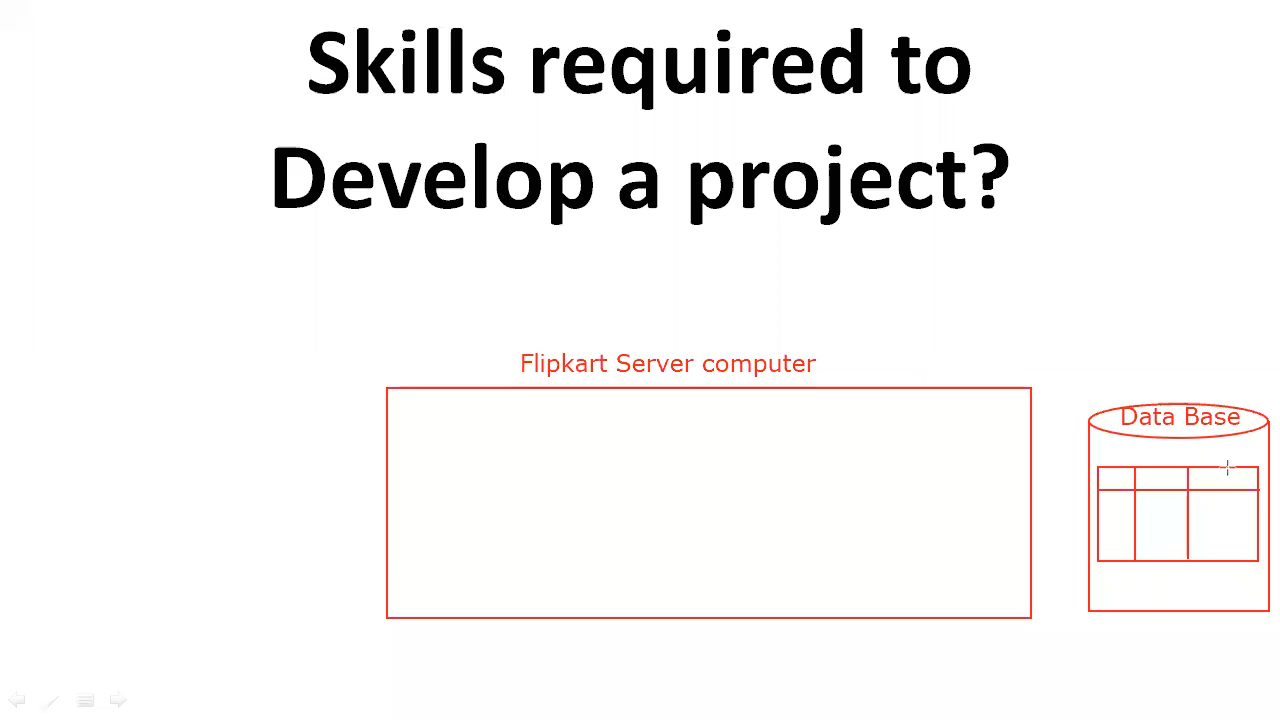 Skills required to
Develop a project?
Flipkart Server computer
Data Base